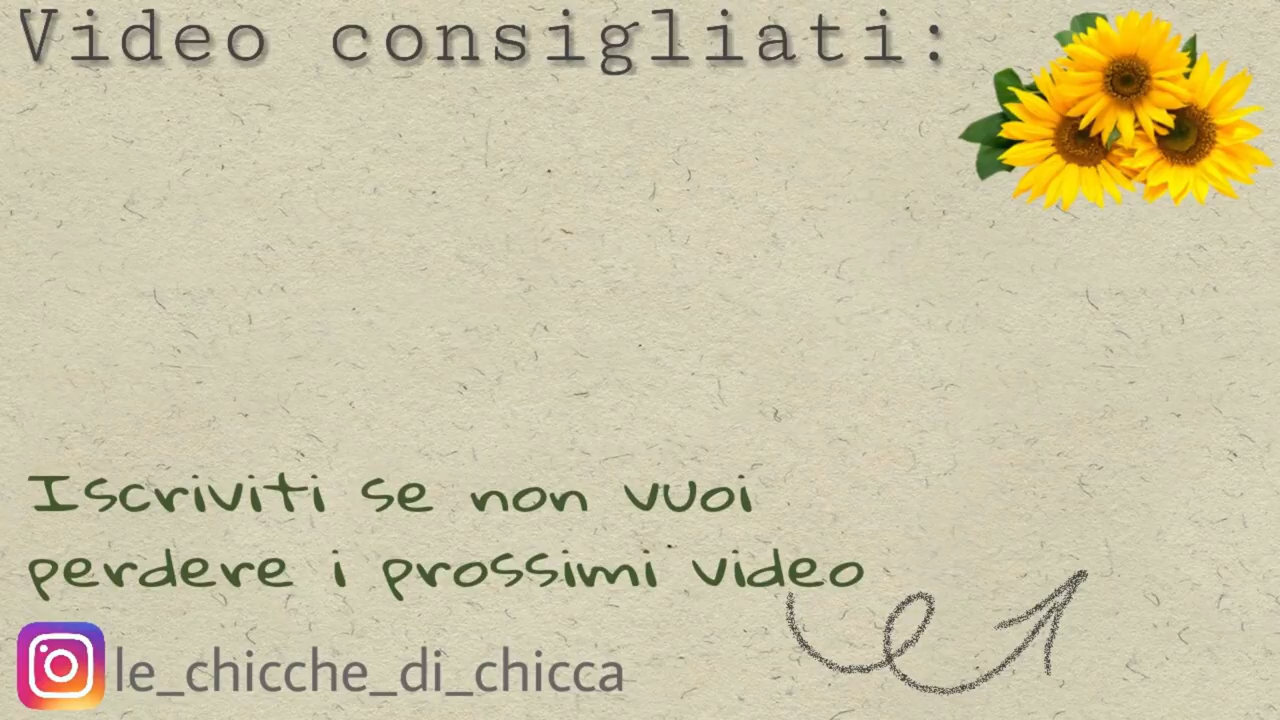 Video consigliati:
Iscriviti se non vuoi
perdere i prossimi video
le_chicche_di_chicca